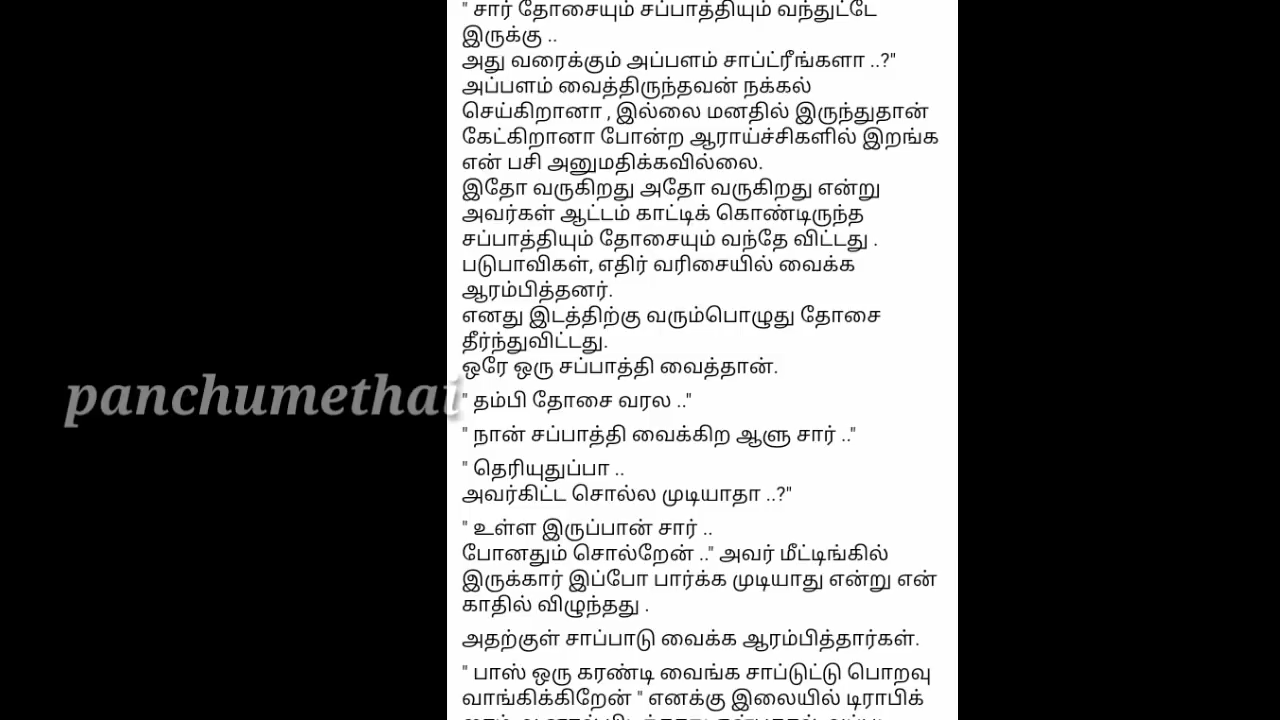 " சார் தோசையும் சப்பாத்தியும் வந்துட்டே
இருக்கு ..
அது வரைக்கும் அப்பளம் சாப்ட்ரீங்களா ..?"
அப்பளம் வைத்திருந்தவன் நக்கல்
செய்கிறானா , இல்லை மனதில் இருந்துதான்
கேட்கிறானா போன்ற ஆராய்ச்சிகளில் இறங்க
என் பசி அனுமதிக்கவில்லை.
இதோ வருகிறது அதோ வருகிறது என்று
அவர்கள் ஆட்டம் காட்டிக் கொண்டிருந்த
சப்பாத்தியும் தோசையும் வந்தே விட்டது .
படுபாவிகள், எதிர் வரிசையில் வைக்க
ஆரம்பித்தனர்.
எனது இடத்திற்கு வரும்பொழுது தோசை
தீர்ந்துவிட்டது.
ஒரே ஒரு சப்பாத்தி வைத்தான்.
panchumethai
" தம்பி தோசை வரல .."
" நான் சப்பாத்தி வைக்கிற ஆளு சார் .."
" தெரியுதுப்பா ..
அவர்கிட்ட சொல்ல முடியாதா ..?"
" உள்ள இருப்பான் சார் ..
போனதும் சொல்றேன் .." அவர் மீட்டிங்கில்
இருக்கார் இப்போ பார்க்க முடியாது என்று என்
காதில் விழுந்தது .
அதற்குள் சாப்பாடு வைக்க ஆரம்பித்தார்கள்.
" பாஸ் ஒரு கரண்டி வைங்க சாப்டுட்டு பொறவு
வாங்கிக்கிறேன் " எனக்கு இலையில் டிராபிக்